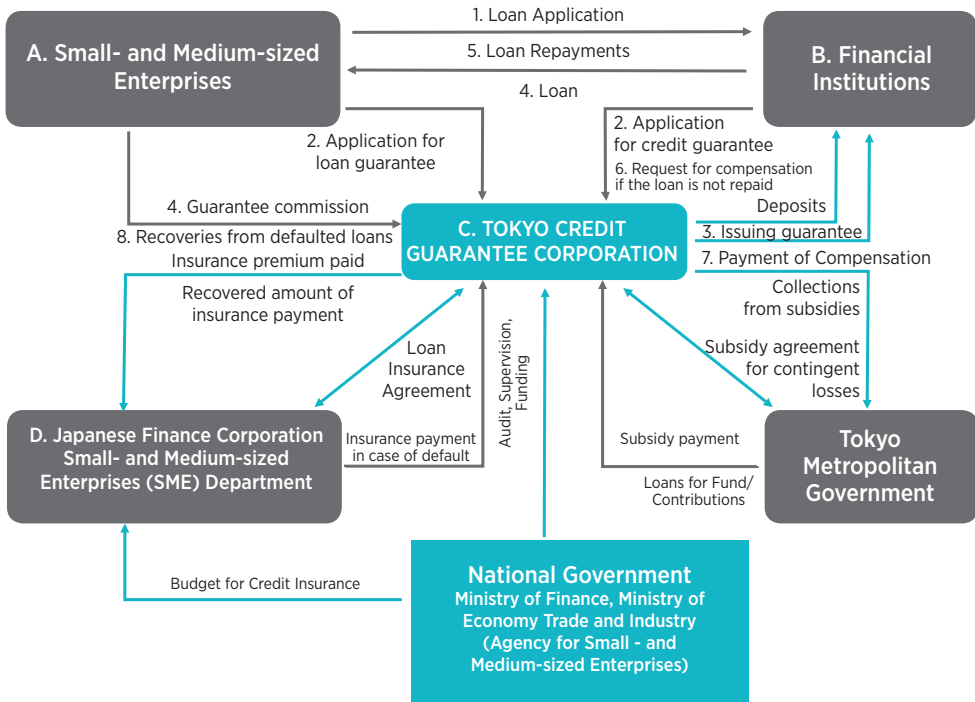 1. Loan Application
A. Small- and Medium-sized
Enterprises
5. Loan Repayments
B. Financial
Institutions
4. Loan
2. Application for
loan guarantee
2. Application
for credit guarantee
6. Request for compensation
if the loan is not repaid
4. Guarantee commission
Deposits
8. Recoveries from defaulted loans
C. TOKYO CREDIT
GUARANTEE CORPORATION
3. Issuing guarantee
Insurance premium paid
7. Payment of Compensation
Recovered amount of
insurance payment
Collections
from subsidies
Loan
Insurance
Agreement
Audit, Supervision,
Funding
Subsidy agreement
for contingent
losses
D. Japanese Finance Corporation
Small- and Medium-sized
Enterprises (SME) Department
Insurance payment
in case of default
Subsidy payment
Loans for Fund/
Contributions
Tokyo
Metropolitan
Government
Budget for Credit Insurance
National Government
Ministry of Finance, Ministry of
Economy Trade and Industry
(Agency for Small - and
Medium-sized Enterprises)